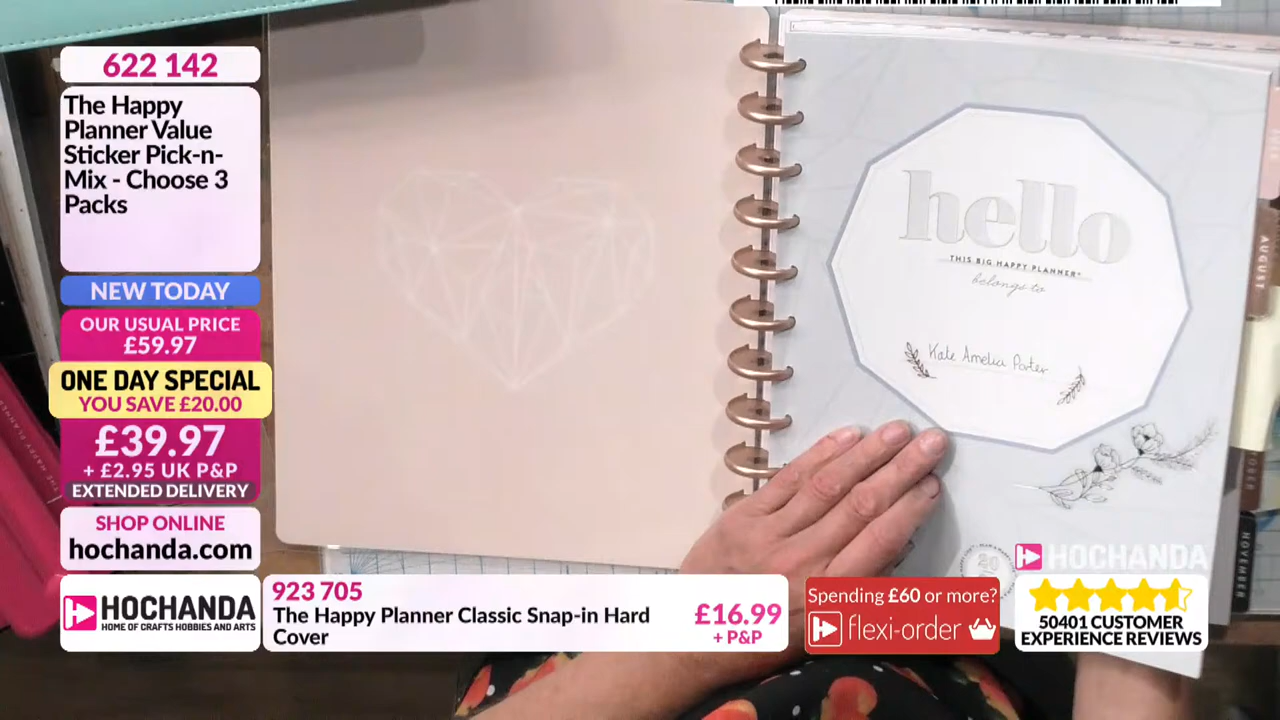 622 142
The Happy
Planner Value
Sticker Pick-n-
Mix - Choose 3
Packs
NEW TODAY
OUR USUAL PRICE
£59.97
ONE DAY SPECIAL
YOU SAVE £20.00
£39.97
+ £2.95 UK P&P
EXTENDED DELIVERY
SHOP ONLINE
hochanda.com
HOCHANDA
HOME OF CRAFTS HOBBIES AND ARTS
923 705
The Happy Planner Classic Snap-in Hard
Cover
£16.99
+ P&P
Spending £60 or more?
flexi-order
HOCHANDA
50401 CUSTOMER
EXPERIENCE REVIEWS
hello
THIS BIG HAPPY PLANNER®
belongs to
Kate Amelia Porter
AUGUST
NOVEMBER
THE HAPPY PLANNER